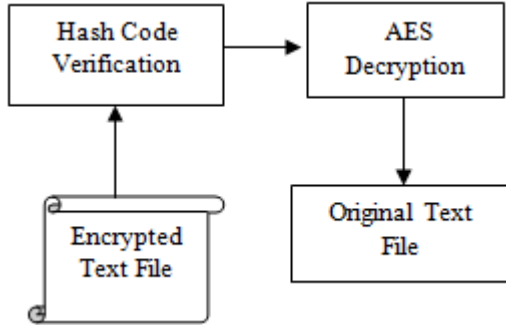 Hash Code
Verification
AES
Decryption
Encrypted
Text File
Original Text
File